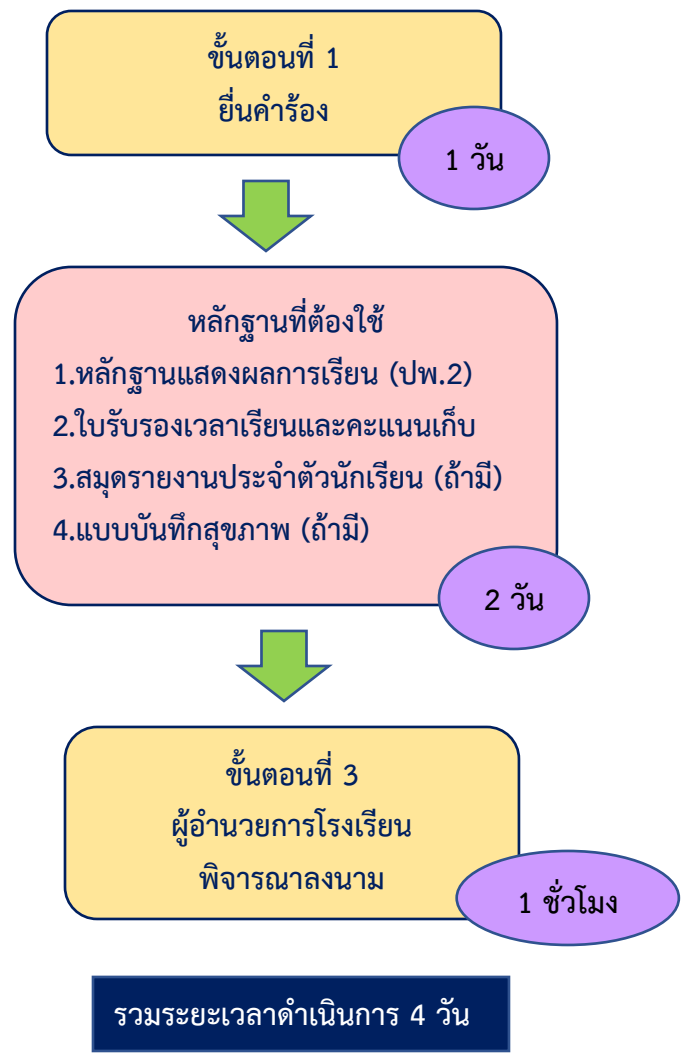 ขั้นตอนที่ 1
ยื่นคำร้อง
1 วัน
หลักฐานที่ต้องใช้
1.หลักฐานแสดงผลการเรียน (ปพ.2)
2.ใบรับรองเวลาเรียนและคะแนนเก็บ
3.สมุดรายงานประจำตัวนักเรียน (ถ้ามี)
4.แบบบันทึกสุขภาพ (ถ้ามี)
2 วัน
ขั้นตอนที่ 3
ผู้อำนวยการโรงเรียน
พิจารณาลงนาม
1 ชั่วโมง
รวมระยะเวลาดำเนินการ 4 วัน